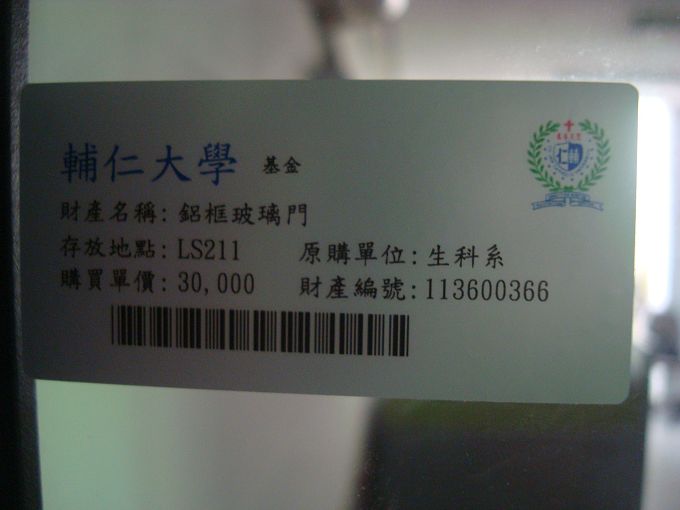 輔仁大學 基金
財產名稱: 鋁框玻璃門
存放地點: LS211 原購單位: 生科系
購買單價: 30,000 財產編號: 113600366
仁輔